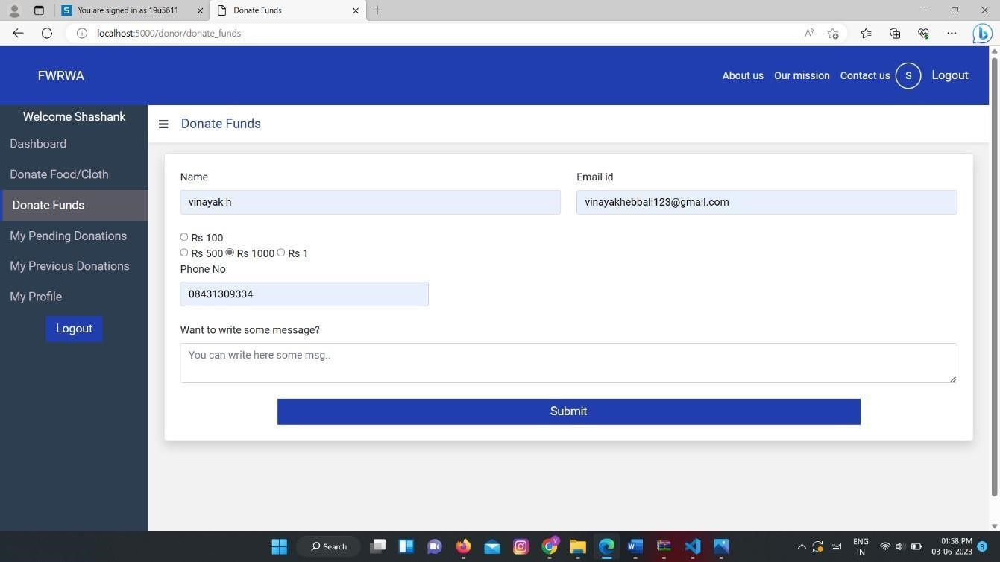 You are signed in as 19u5611
Donate Funds
localhost:5000/donor/donate_funds
FWRWA
About us Our mission Contact us S Logout
Welcome Shashank
Dashboard
Donate Food/Cloth
Donate Funds
My Pending Donations
My Previous Donations
My Profile
Logout
Donate Funds
Name
vinayak h
Email id
vinayakhebbali123@gmail.com
Rs 100
Rs 500 Rs 1000 Rs 1
Phone No
08431309334
Want to write some message?
You can write here some msg..
Submit
Search
ENG
IN
01:58 PM
03-06-2023
3